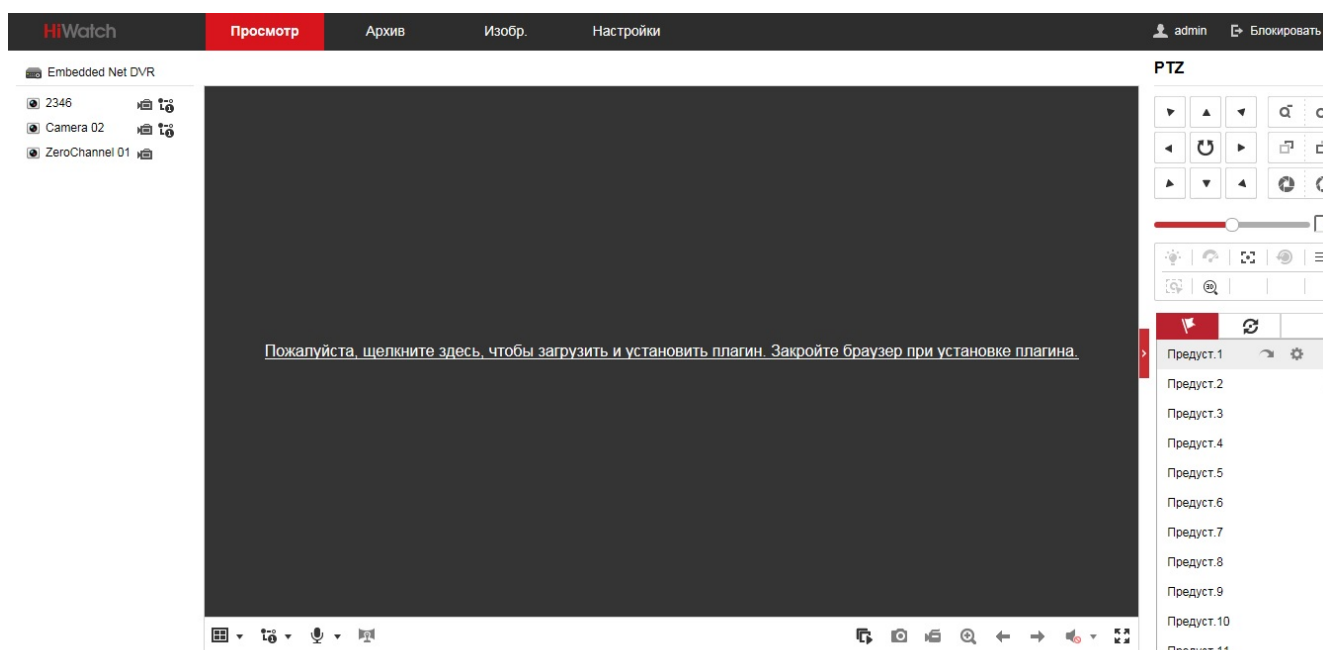 HiWatch
Просмотр
Архив
Изобр.
Настройки
admin
Блокировать
Embedded Net DVR
2346
Camera 02
ZeroChannel 01
Пожалуйста, щелкните здесь, чтобы загрузить и установить плагин. Закройте браузер при установке плагина.
PTZ
3D
Предуст.1
Предуст.2
Предуст.3
Предуст.4
Предуст.5
Предуст.6
Предуст.7
Предуст.8
Предуст.9
Предуст.10